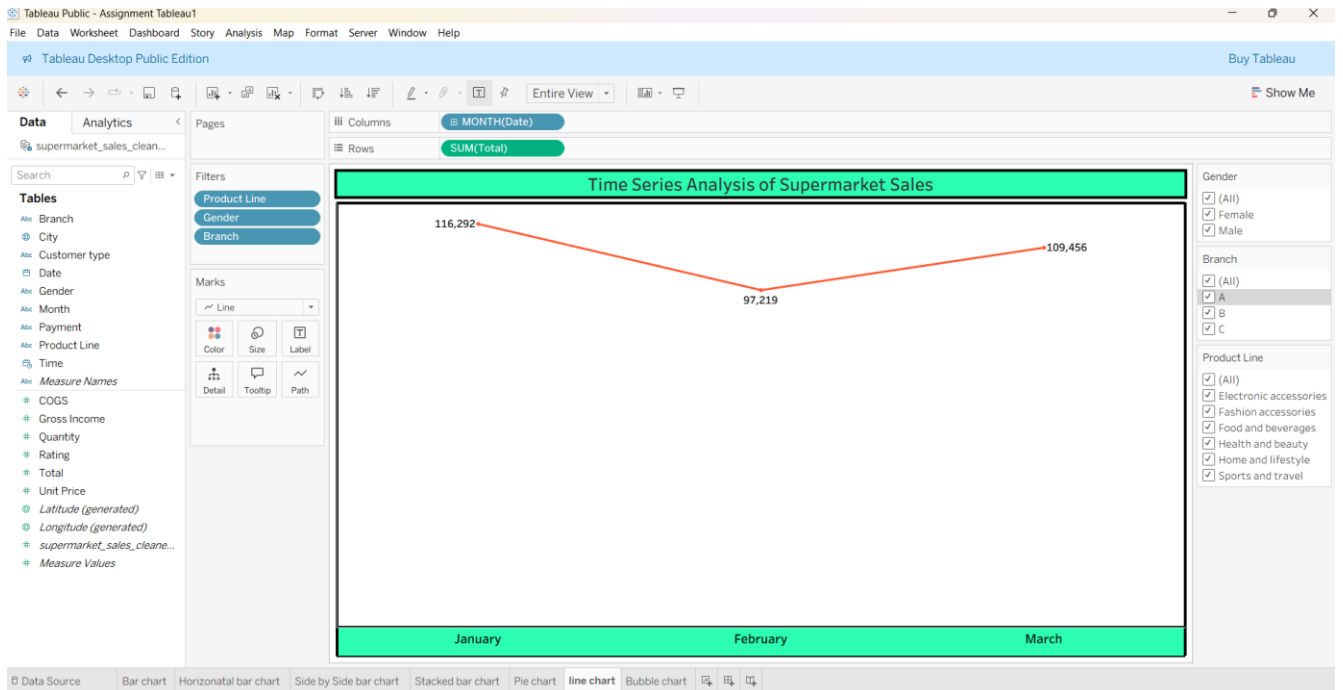 Tableau Public - Assignment Tableau1
File Data Worksheet Dashboard Story Analysis Map Format Server Window Help
Tableau Desktop Public Edition
Buy Tableau
Entire View
Show Me
Data Analytics
supermarket_sales_clean...
Search
Tables
Abc Branch
City
Abc Customer type
Date
Abc Gender
Abc Month
Abc Payment
Abc Product Line
Time
Abc Measure Names
# COGS
# Gross Income
# Quantity
# Rating
# Total
# Unit Price
Latitude (generated)
Longitude (generated)
# supermarket_sales_cleane...
# Measure Values
Pages
Filters
Product Line
Gender
Branch
Marks
Line
Color Size Label
Detail Tooltip Path
Columns MONTH(Date)
Rows SUM(Total)
Time Series Analysis of Supermarket Sales
116,292
109,456
97,219
January February March
Gender
(All)
Female
Male
Branch
(All)
A
B
C
Product Line
(All)
Electronic accessories
Fashion accessories
Food and beverages
Health and beauty
Home and lifestyle
Sports and travel
Data Source Bar chart Horizonatal bar chart Side by Side bar chart Stacked bar chart Pie chart line chart Bubble chart